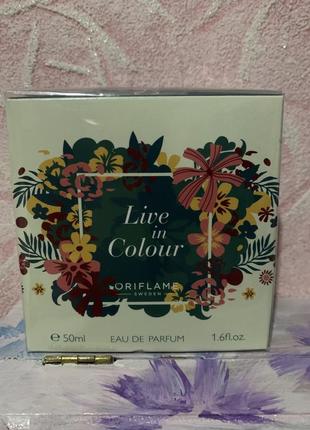 Live
in
Colour
ORIFLAME
SWEDEN
℮ 50ml EAU DE PARFUM 1.6fl.oz.